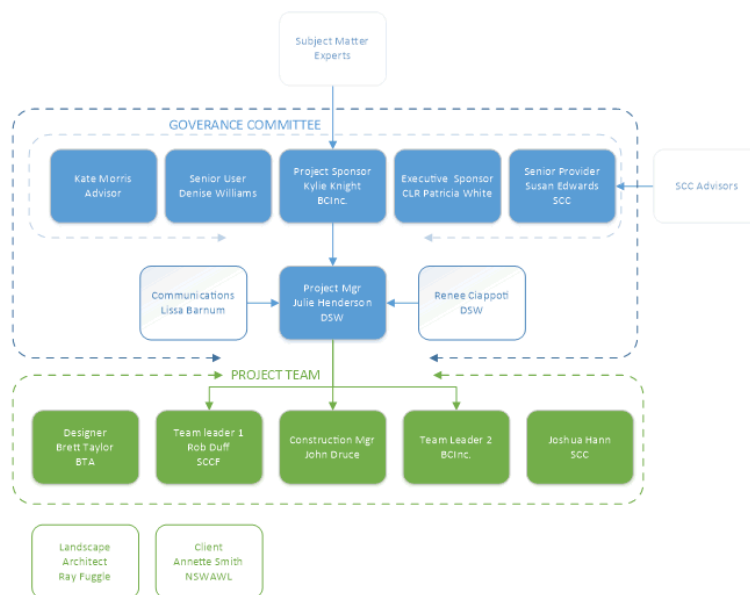 Subject Matter
Experts
GOVERANCE COMMITTEE
Kate Morris
Advisor
Senior User
Denise Williams
Project Sponsor
Kylie Knight
BCInc.
Executive Sponsor
CLR Patricia White
Senior Provider
Susan Edwards
SCC
SCC Advisors
Communications
Lissa Barnum
Project Mgr
Julie Henderson
DSW
Renee Ciappoti
DSW
PROJECT TEAM
Designer
Brett Taylor
BTA
Team leader 1
Rob Duff
SCCF
Construction Mgr
John Druce
Team Leader 2
BCInc.
Joshua Hann
SCC
Landscape
Architect
Ray Fuggle
Client
Annette Smith
NSWAWL